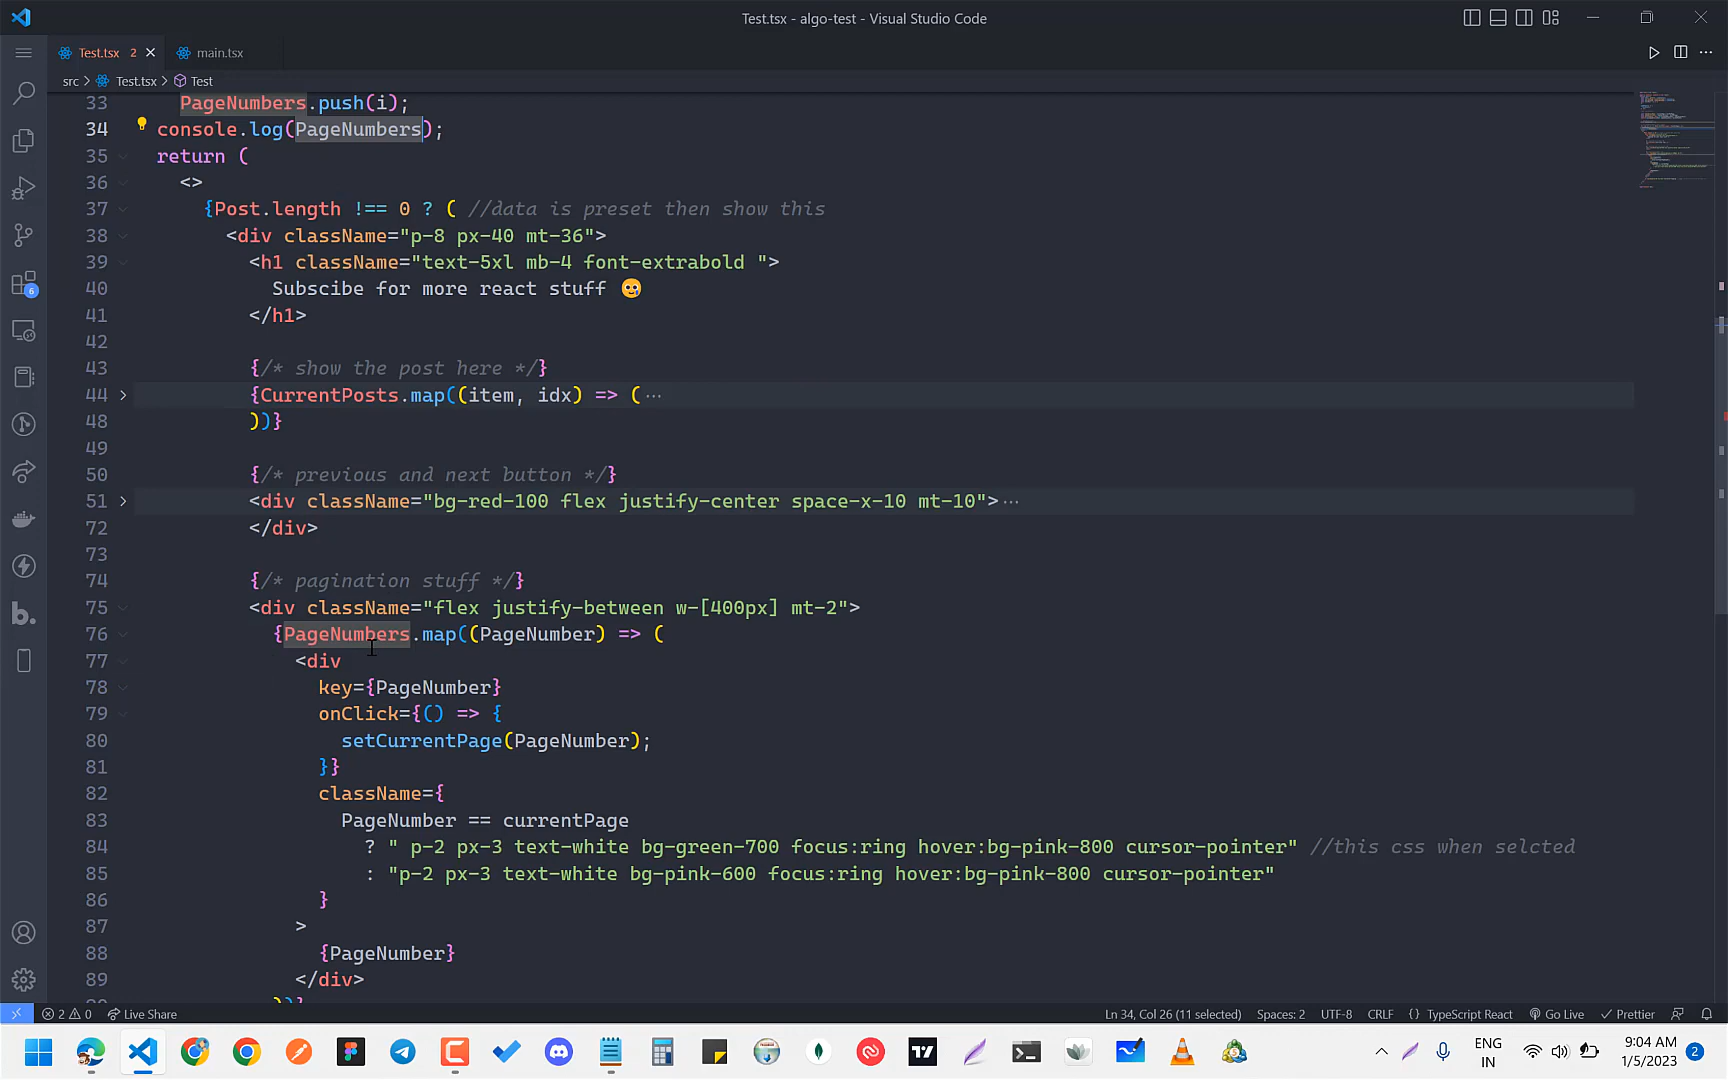 Test.tsx - algo-test - Visual Studio Code
Test.tsx 2 main.tsx
src > Test.tsx > Test
33 PageNumbers.push(i);
34 console.log(PageNumbers);
35 return (
36 <>
37 {Post.length !== 0 ? ( //data is preset then show this
38 <div className="p-8 px-40 mt-36">
39 <h1 className="text-5xl mb-4 font-extrabold ">
40 Subscibe for more react stuff 🥲
41 </h1>
42
43 {/* show the post here */}
44 {CurrentPosts.map((item, idx) => ( ···
48 ))}
49
50 {/* previous and next button */}
51 <div className="bg-red-100 flex justify-center space-x-10 mt-10"> ···
72 </div>
73
74 {/* pagination stuff */}
75 <div className="flex justify-between w-[400px] mt-2">
76 {PageNumbers.map((PageNumber) => (
77 <div
78 key={PageNumber}
79 onClick={() => {
80 setCurrentPage(PageNumber);
81 }}
82 className={
83 PageNumber == currentPage
84 ? " p-2 px-3 text-white bg-green-700 focus:ring hover:bg-pink-800 cursor-pointer" //this css when selcted
85 : "p-2 px-3 text-white bg-pink-600 focus:ring hover:bg-pink-800 cursor-pointer"
86 }
87 >
88 {PageNumber}
89 </div>
6
2 0 Live Share Ln 34, Col 26 (11 selected) Spaces: 2 UTF-8 CRLF {} TypeScript React Go Live Prettier
ENG
IN
9:04 AM
1/5/2023
2